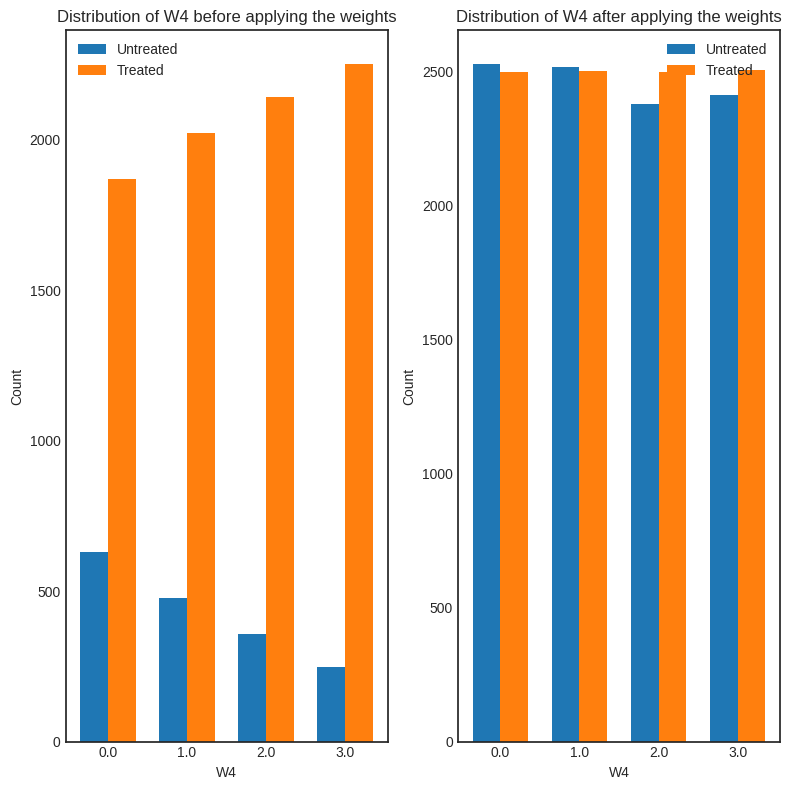 Distribution of W4 before applying the weights
Untreated
Treated
2000
1500
1000
500
0
Count
0.0 1.0 2.0 3.0
W4
Distribution of W4 after applying the weights
Untreated
Treated
2500
2000
1500
1000
500
0
Count
0.0 1.0 2.0 3.0
W4